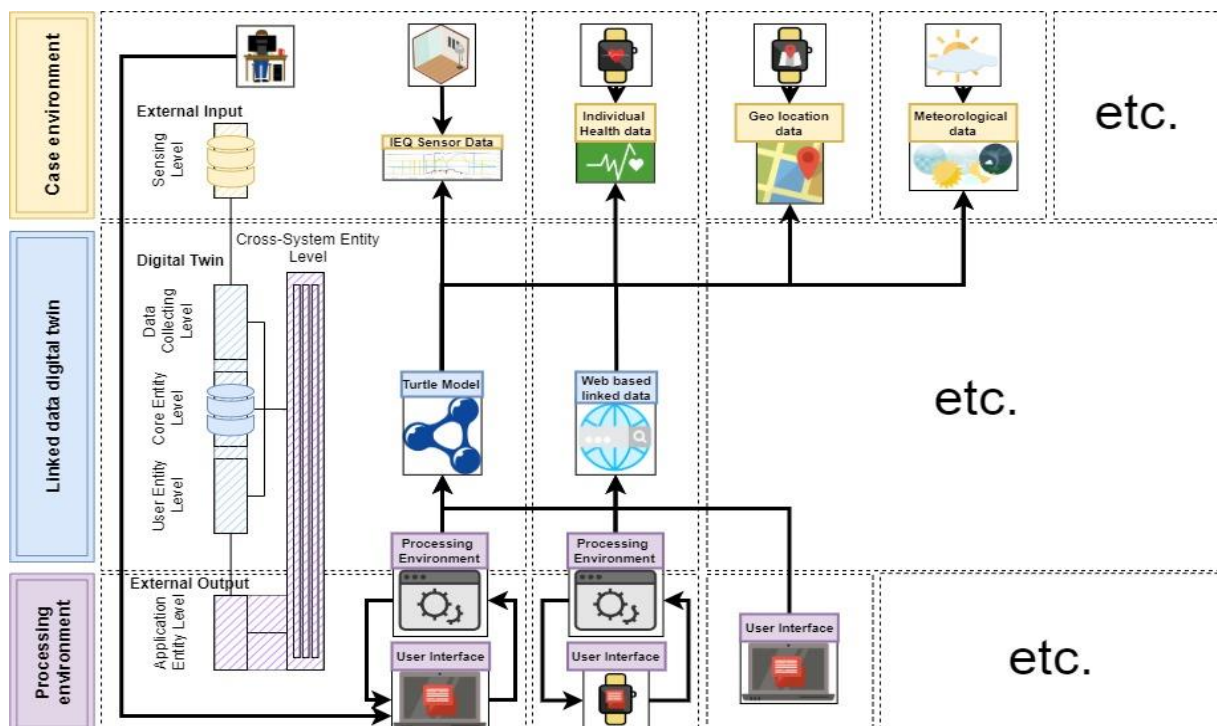 Case environment
External Input
Sensing
Level
IEQ Sensor Data
Individual
Health data
Geo location
data
Meteorological
data
etc.
Linked data digital twin
Cross-System Entity
Level
Digital Twin
Data
Collecting
Level
Core Entity
Level
User Entity
Level
Turtle Model
Web based
linked data
etc.
Processing
environment
External Output
Application
Entity Level
Processing
Environment
User Interface
Processing
Environment
User Interface
User Interface
etc.